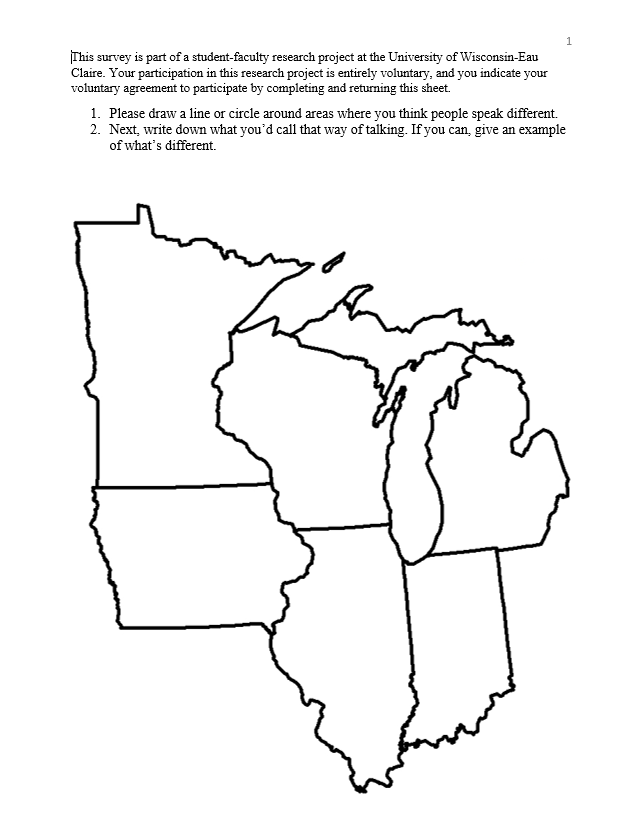 1
This survey is part of a student-faculty research project at the University of Wisconsin-Eau
Claire. Your participation in this research project is entirely voluntary, and you indicate your
voluntary agreement to participate by completing and returning this sheet.
1. Please draw a line or circle around areas where you think people speak different.
2. Next, write down what you’d call that way of talking. If you can, give an example
of what’s different.